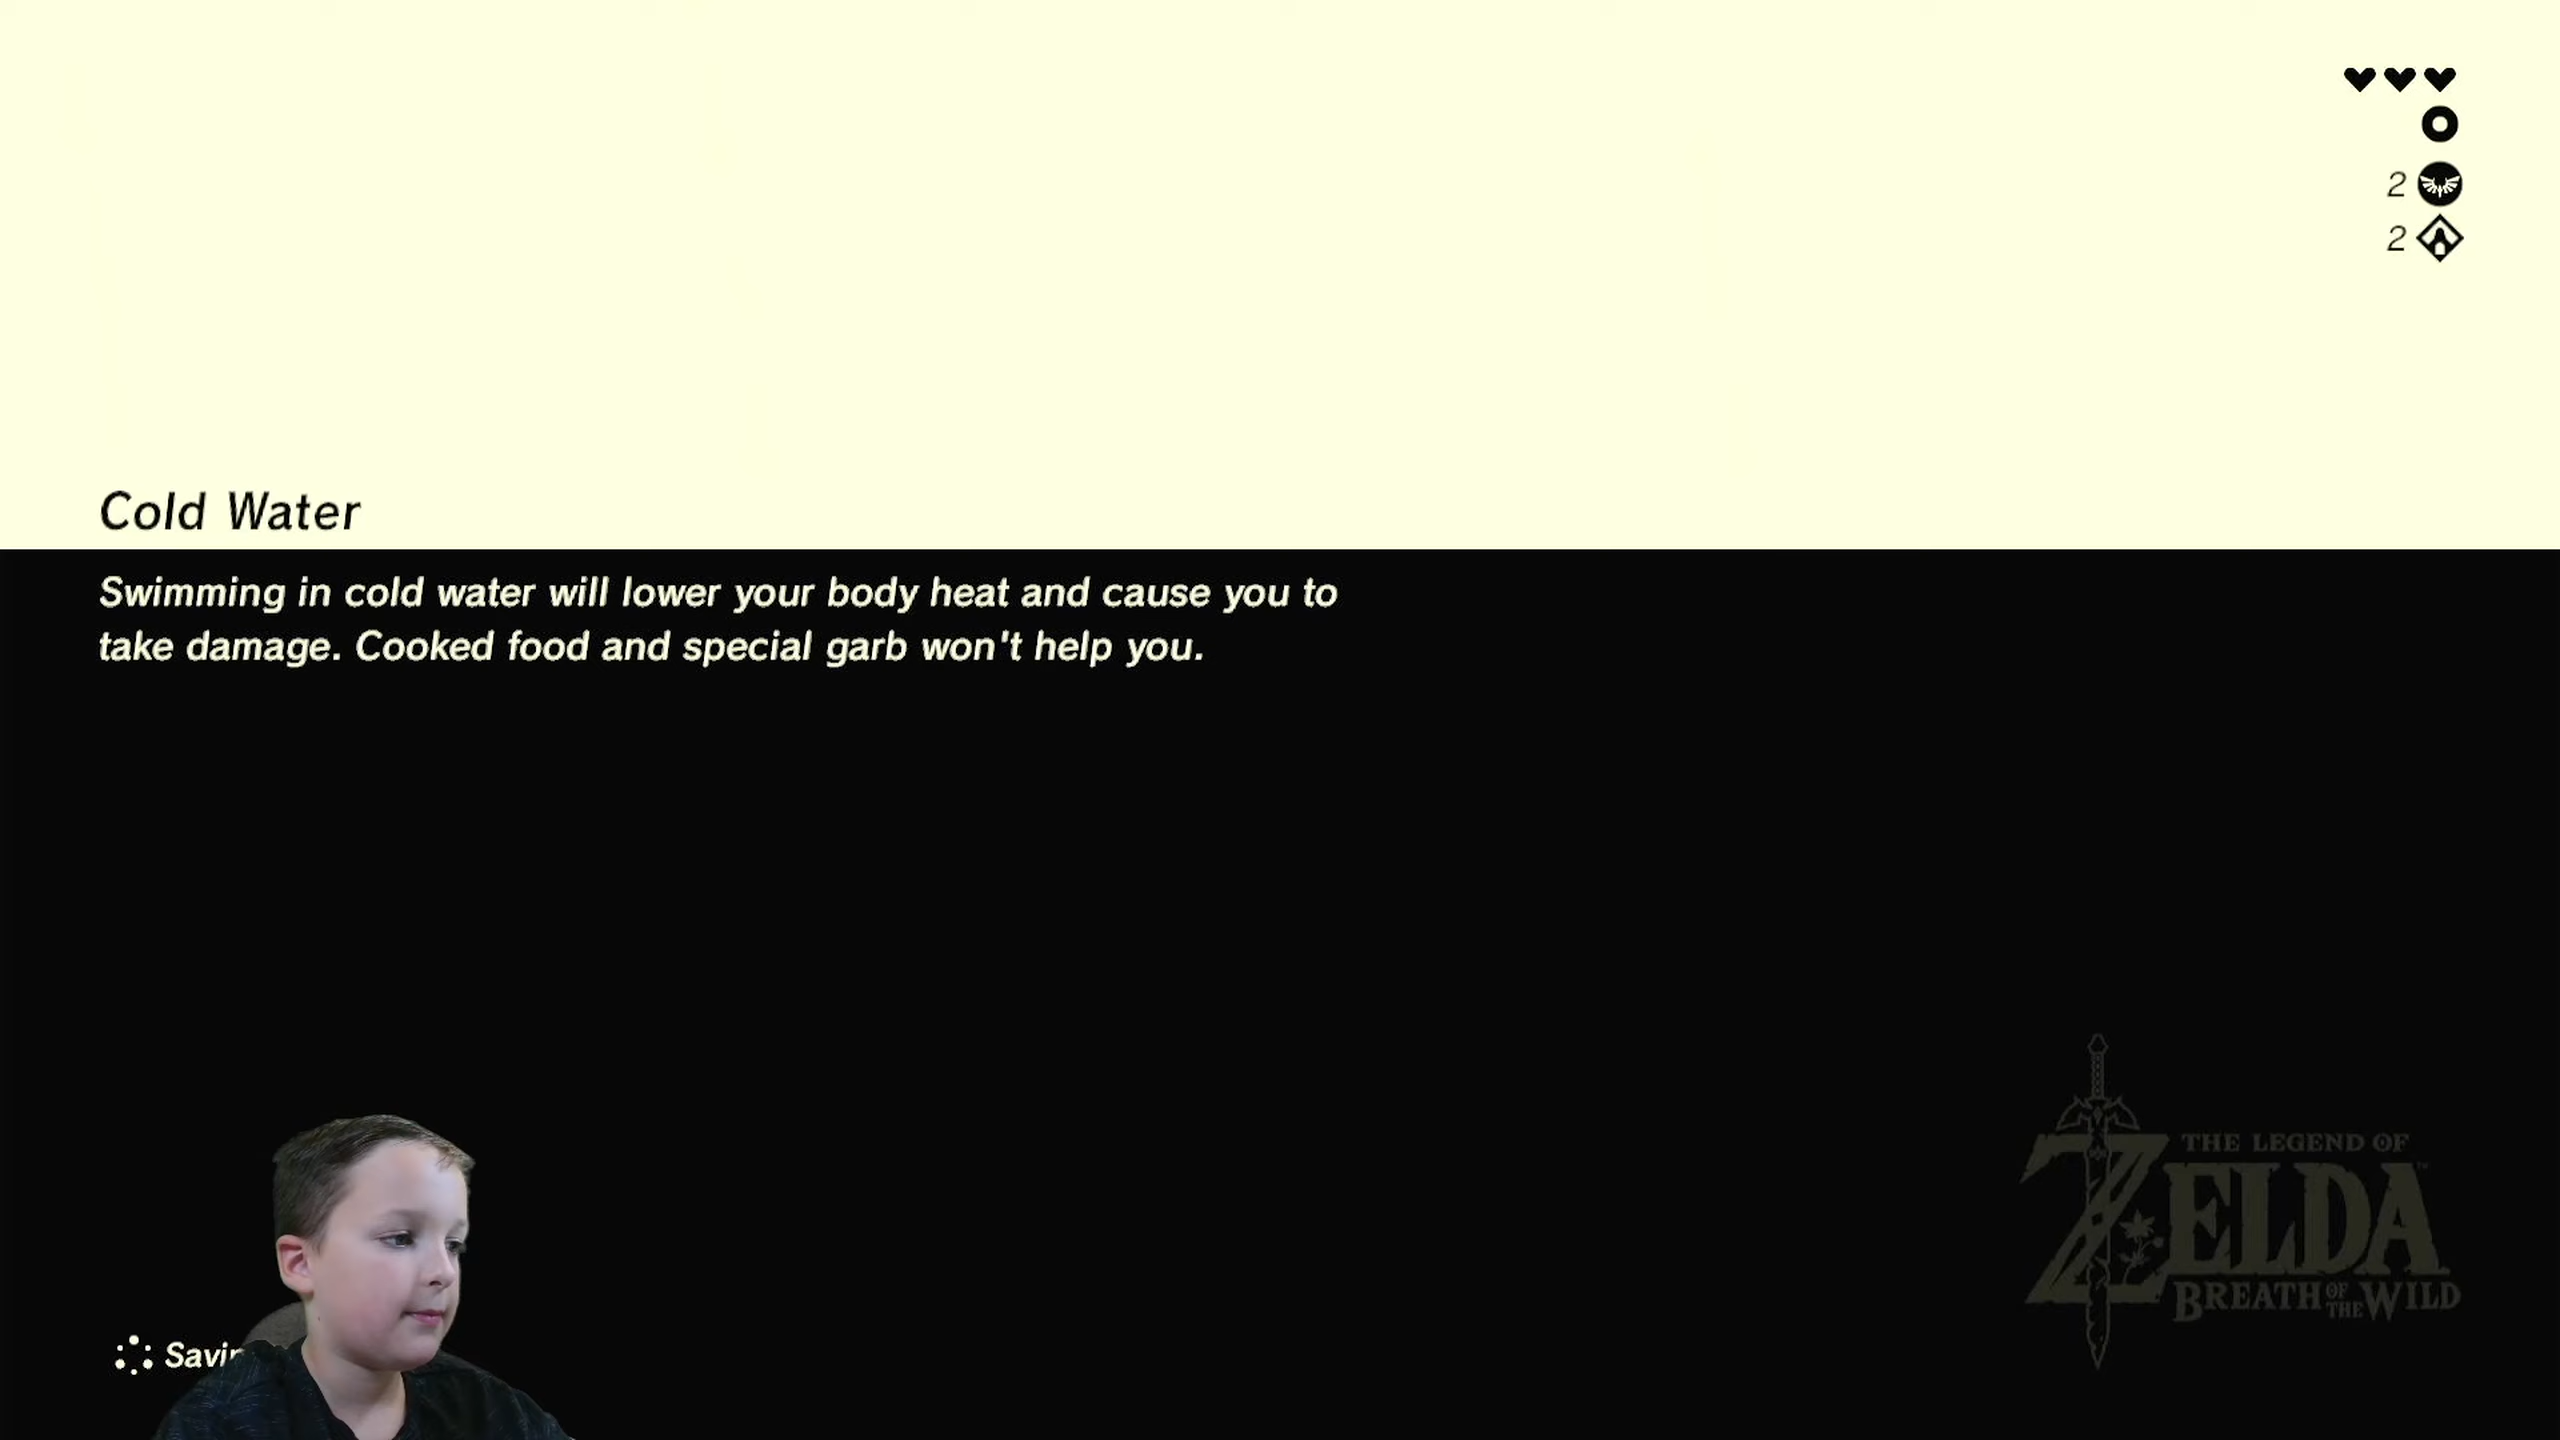 2
2
Cold Water
Swimming in cold water will lower your body heat and cause you to
take damage. Cooked food and special garb won't help you.
THE LEGEND OF
ZELDA
BREATH OF THE WILD